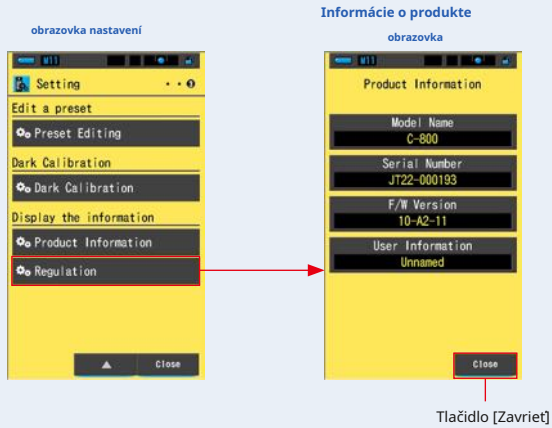 obrazovka nastavení
M11
Setting
Edit a preset
Preset Editing
Dark Calibration
Dark Calibration
Display the information
Product Information
Regulation
▲ Close
Informácie o produkte
obrazovka
M11
Product Information
Model Name
C-800
Serial Number
JT22-000193
F/W Version
10-A2-11
User Information
Unnamed
Close
Tlačidlo [Zavrieť]